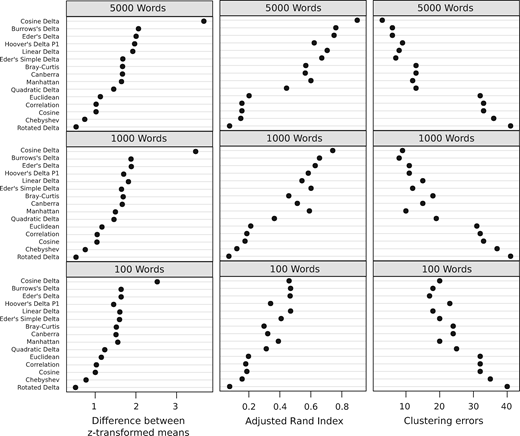 5000 Words 5000 Words 5000 Words
Cosine Delta
Burrows's Delta
Eder's Delta
Hoover's Delta P1
Linear Delta
Eder's Simple Delta
Bray-Curtis
Canberra
Manhattan
Quadratic Delta
Euclidean
Correlation
Cosine
Chebyshev
Rotated Delta
1000 Words 1000 Words 1000 Words
Cosine Delta
Burrows's Delta
Eder's Delta
Hoover's Delta P1
Linear Delta
Eder's Simple Delta
Bray-Curtis
Canberra
Manhattan
Quadratic Delta
Euclidean
Correlation
Cosine
Chebyshev
Rotated Delta
100 Words 100 Words 100 Words
Cosine Delta
Burrows's Delta
Eder's Delta
Hoover's Delta P1
Linear Delta
Eder's Simple Delta
Bray-Curtis
Canberra
Manhattan
Quadratic Delta
Euclidean
Correlation
Cosine
Chebyshev
Rotated Delta
1 2 3 0.2 0.4 0.6 0.8 10 20 30 40
Difference between
z-transformed means
Adjusted Rand Index
Clustering errors